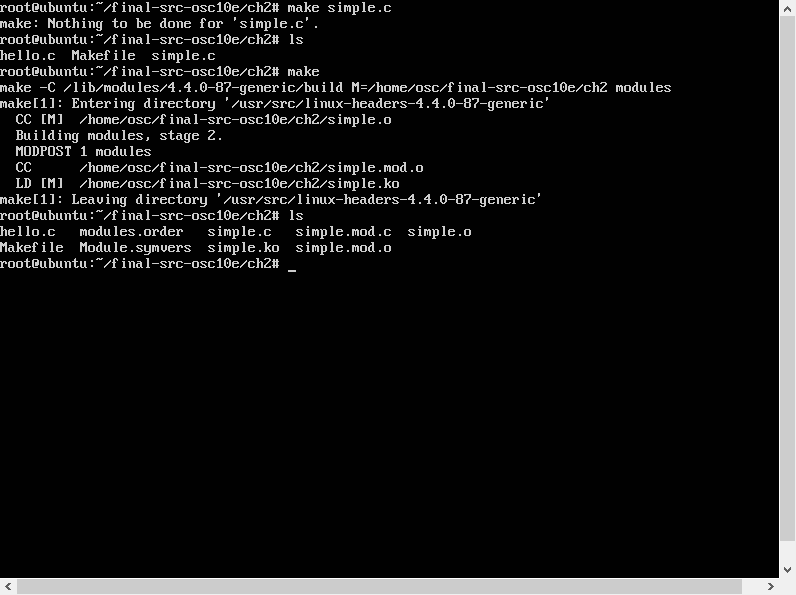 root@ubuntu:~/final-src-osc10e/ch2# make simple.c
make: Nothing to be done for 'simple.c'.
root@ubuntu:~/final-src-osc10e/ch2# ls
hello.c  Makefile  simple.c
root@ubuntu:~/final-src-osc10e/ch2# make
make -C /lib/modules/4.4.0-87-generic/build M=/home/osc/final-src-osc10e/ch2 modules
make[1]: Entering directory '/usr/src/linux-headers-4.4.0-87-generic'
  CC [M]  /home/osc/final-src-osc10e/ch2/simple.o
  Building modules, stage 2.
  MODPOST 1 modules
  CC      /home/osc/final-src-osc10e/ch2/simple.mod.o
  LD [M]  /home/osc/final-src-osc10e/ch2/simple.ko
make[1]: Leaving directory '/usr/src/linux-headers-4.4.0-87-generic'
root@ubuntu:~/final-src-osc10e/ch2# ls
hello.c   modules.order   simple.c   simple.mod.c  simple.o
Makefile  Module.symvers  simple.ko  simple.mod.o
root@ubuntu:~/final-src-osc10e/ch2# _